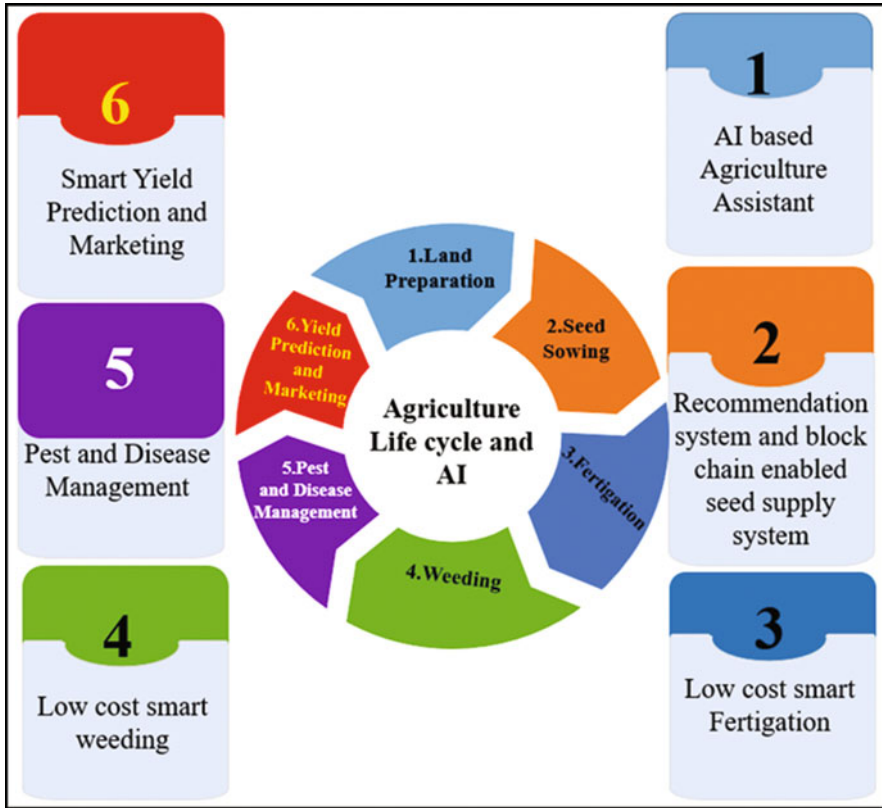 6
Smart Yield
Prediction and
Marketing
5
Pest and Disease
Management
4
Low cost smart
weeding
1.Land
Preparation
2.Seed
Sowing
3.Fertigation
4.Weeding
5.Pest
and Disease
Management
6.Yield
Prediction
and
Marketing
Agriculture
Life cycle and
AI
1
AI based
Agriculture
Assistant
2
Recommendation
system and block
chain enabled
seed supply
system
3
Low cost smart
Fertigation